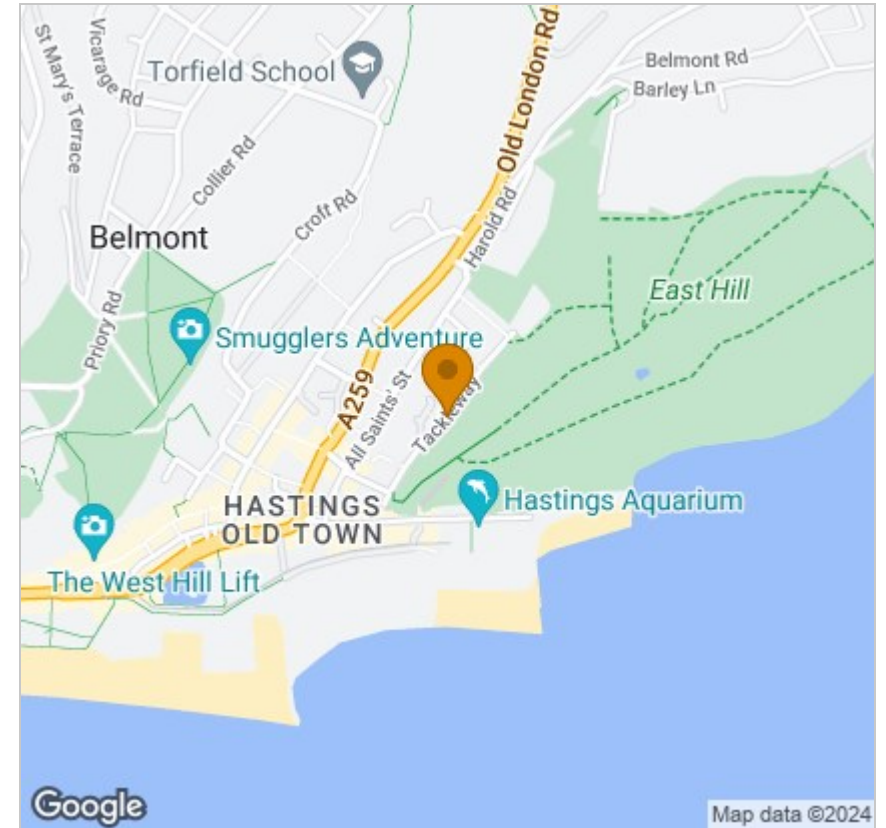 St Mary's Terrace
Vicarage Rd
Torfield School
Collier Rd
Old London Rd
Belmont Rd
Barley Ln
Croft Rd
Harold Rd
Belmont
Priory Rd
East Hill
Smugglers Adventure
A259
All Saints' St
Tackleway
HASTINGS
OLD TOWN
Hastings Aquarium
The West Hill Lift
Google
Map data ©2024